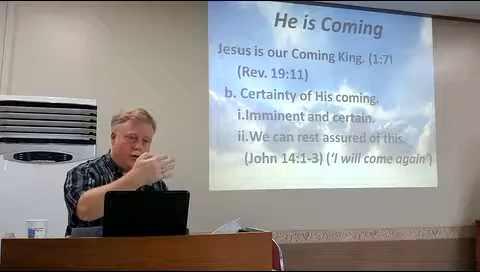 He is Coming
Jesus is our Coming King. (1:7)
(Rev. 19:11)
b. Certainty of His coming.
i.Imminent and certain.
ii.We can rest assured of this.
(John 14:1-3) ('I will come again')